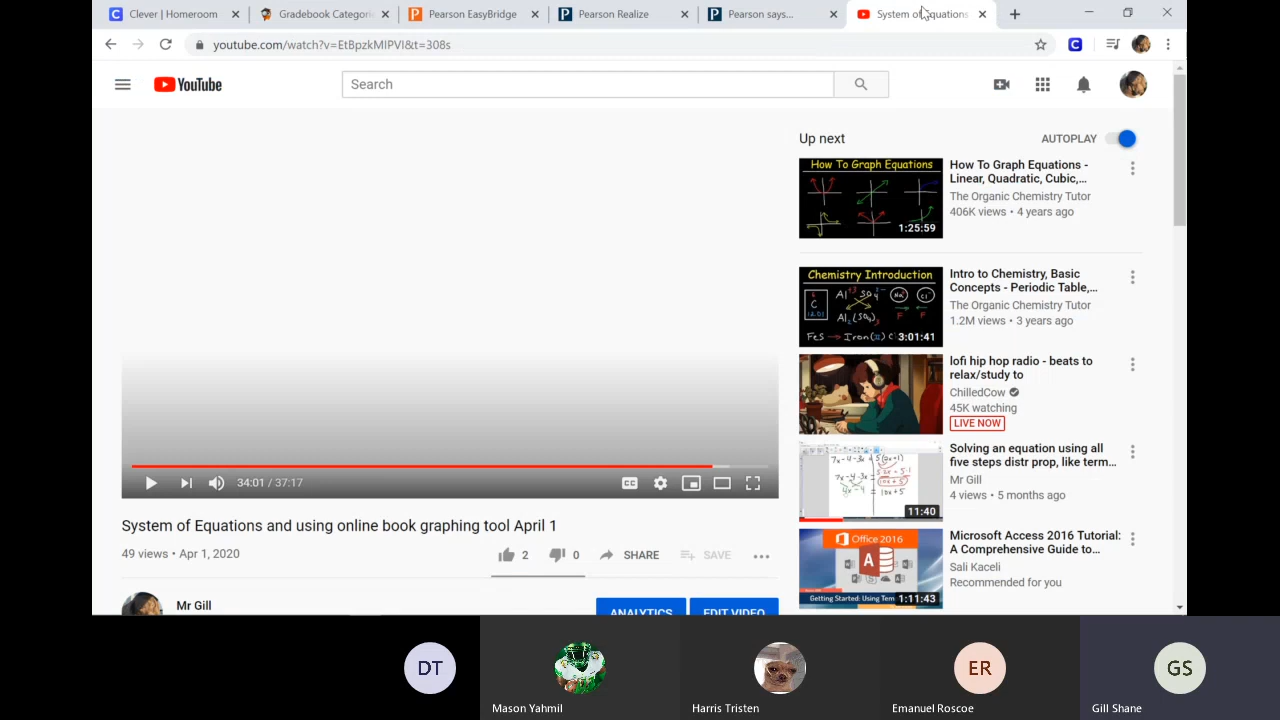 Clever | Homeroom
Gradebook Categorie
Pearson EasyBridge
Pearson Realize
Pearson says...
System of Equations
youtube.com/watch?v=EtBpzkMIPVI&t=308s
YouTube
Search
Up next
AUTOPLAY
How To Graph Equations
1:25:59
How To Graph Equations -
Linear, Quadratic, Cubic,...
The Organic Chemistry Tutor
406K views • 4 years ago
Chemistry Introduction
3:01:41
Intro to Chemistry, Basic
Concepts - Periodic Table,...
The Organic Chemistry Tutor
1.2M views • 3 years ago
lofi hip hop radio - beats to
relax/study to
ChilledCow
45K watching
LIVE NOW
11:40
Solving an equation using all
five steps distr prop, like term...
Mr Gill
4 views • 5 months ago
Office 2016
Getting Started: Using Tem
1:11:43
Microsoft Access 2016 Tutorial:
A Comprehensive Guide to...
Sali Kaceli
Recommended for you
34:01 / 37:17
CC
System of Equations and using online book graphing tool April 1
49 views • Apr 1, 2020
2
0
SHARE
SAVE
Mr Gill
ANALYTICS
EDIT VIDEO
DT
ER
GS
Mason Yahmil
Harris Tristen
Emanuel Roscoe
Gill Shane